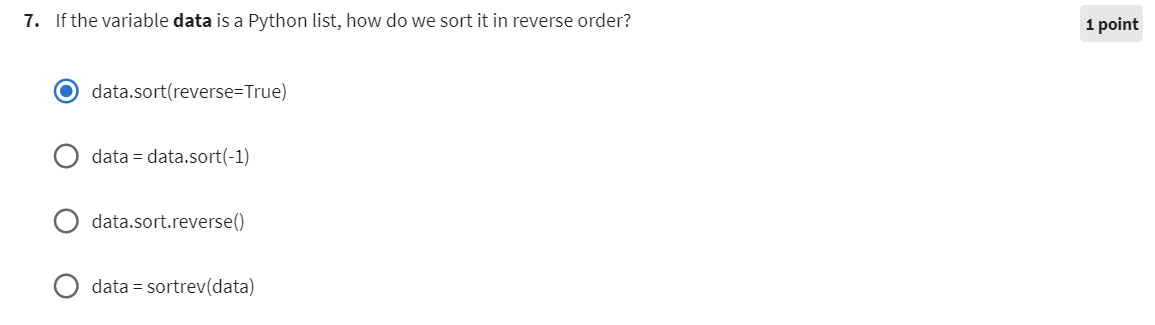 7. If the variable data is a Python list, how do we sort it in reverse order?
1 point
data.sort(reverse=True)
data = data.sort(-1)
data.sort.reverse()
data = sortrev(data)